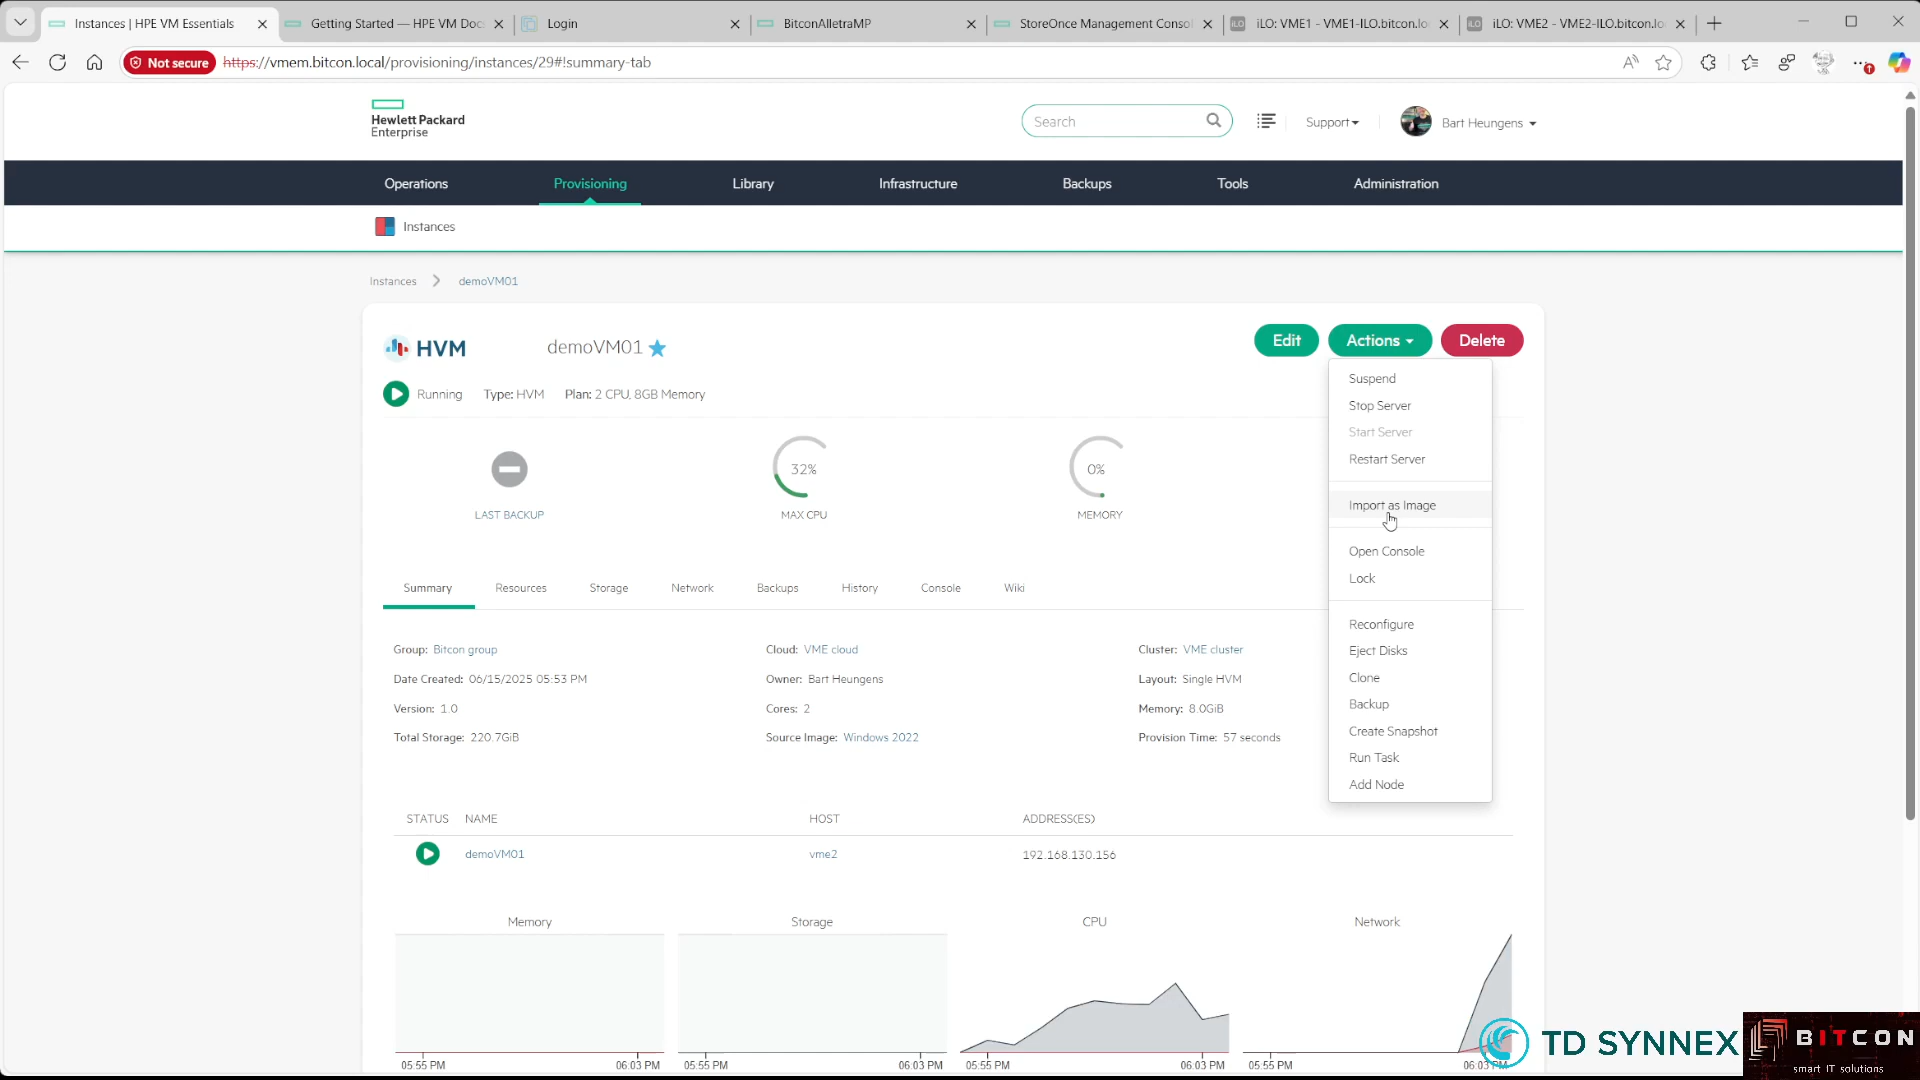 Instances | HPE VM Essentials
Getting Started — HPE VM Doc
Login
BitconAlletraMP
StoreOnce Management Consol
iLO: VME1 - VME1-ILO.bitcon.lo
iLO: VME2 - VME2-ILO.bitcon.lo
Not secure
https://vmem.bitcon.local/provisioning/instances/29#!summary-tab
Hewlett Packard
Enterprise
Search
Support
Bart Heungens
Operations
Provisioning
Library
Infrastructure
Backups
Tools
Administration
Instances
Instances
demoVM01
HVM
demoVM01
Edit
Actions
Delete
Running
Type: HVM
Plan: 2 CPU, 8GB Memory
Suspend
Stop Server
Start Server
Restart Server
Import as Image
Open Console
Lock
Reconfigure
Eject Disks
Clone
Backup
Create Snapshot
Run Task
Add Node
32%
0%
LAST BACKUP
MAX CPU
MEMORY
Summary
Resources
Storage
Network
Backups
History
Console
Wiki
Group: Bitcon group
Cloud: VME cloud
Cluster: VME cluster
Date Created: 06/15/2025 05:53 PM
Owner: Bart Heungens
Layout: Single HVM
Version: 1.0
Cores: 2
Memory: 8.0GiB
Total Storage: 220.7GiB
Source Image: Windows 2022
Provision Time: 57 seconds
STATUS
NAME
HOST
ADDRESS(ES)
demoVM01
vme2
192.168.130.156
Memory
Storage
CPU
Network
05:55 PM
06:03 PM
05:55 PM
06:03 PM
05:55 PM
06:03 PM
05:55 PM
06:03 PM
TD SYNNEX
BITCON
smart IT solutions